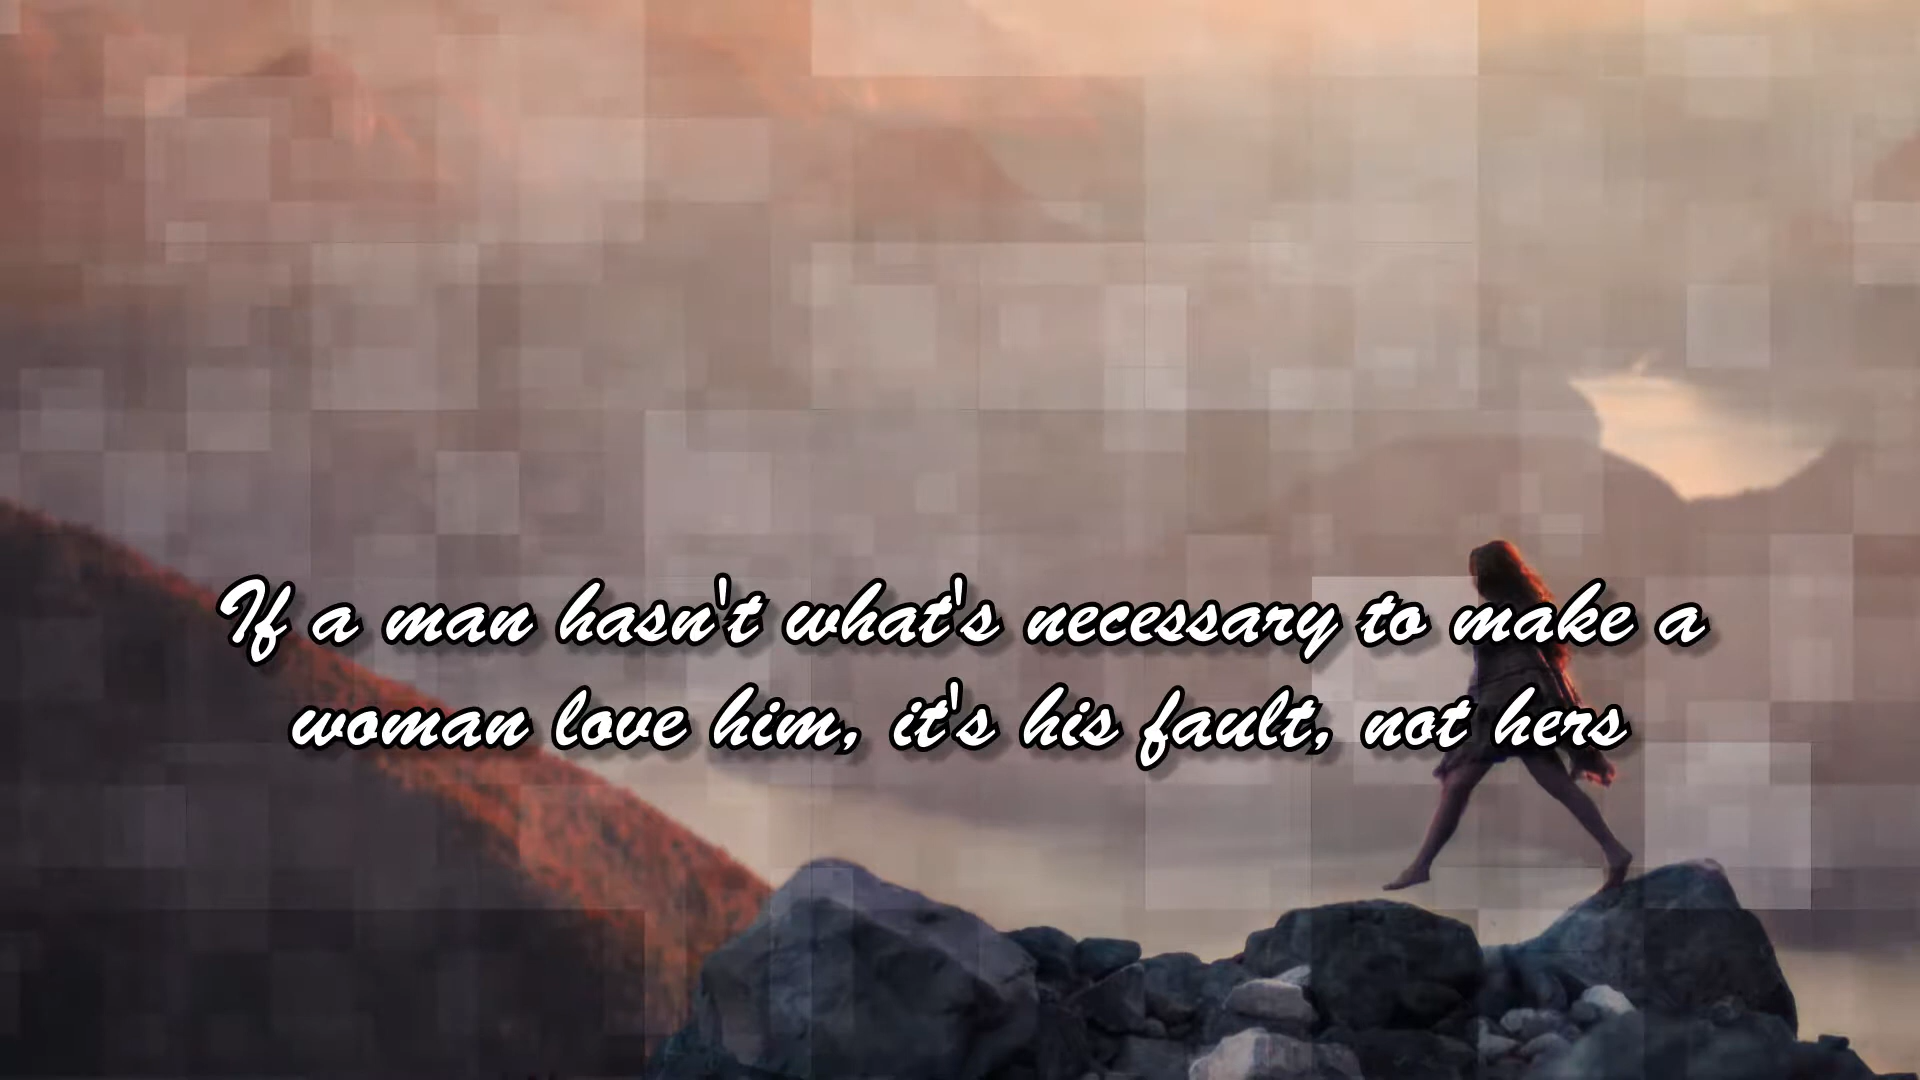 If a man hasn't what's necessary to make a
woman love him, it's his fault, not hers